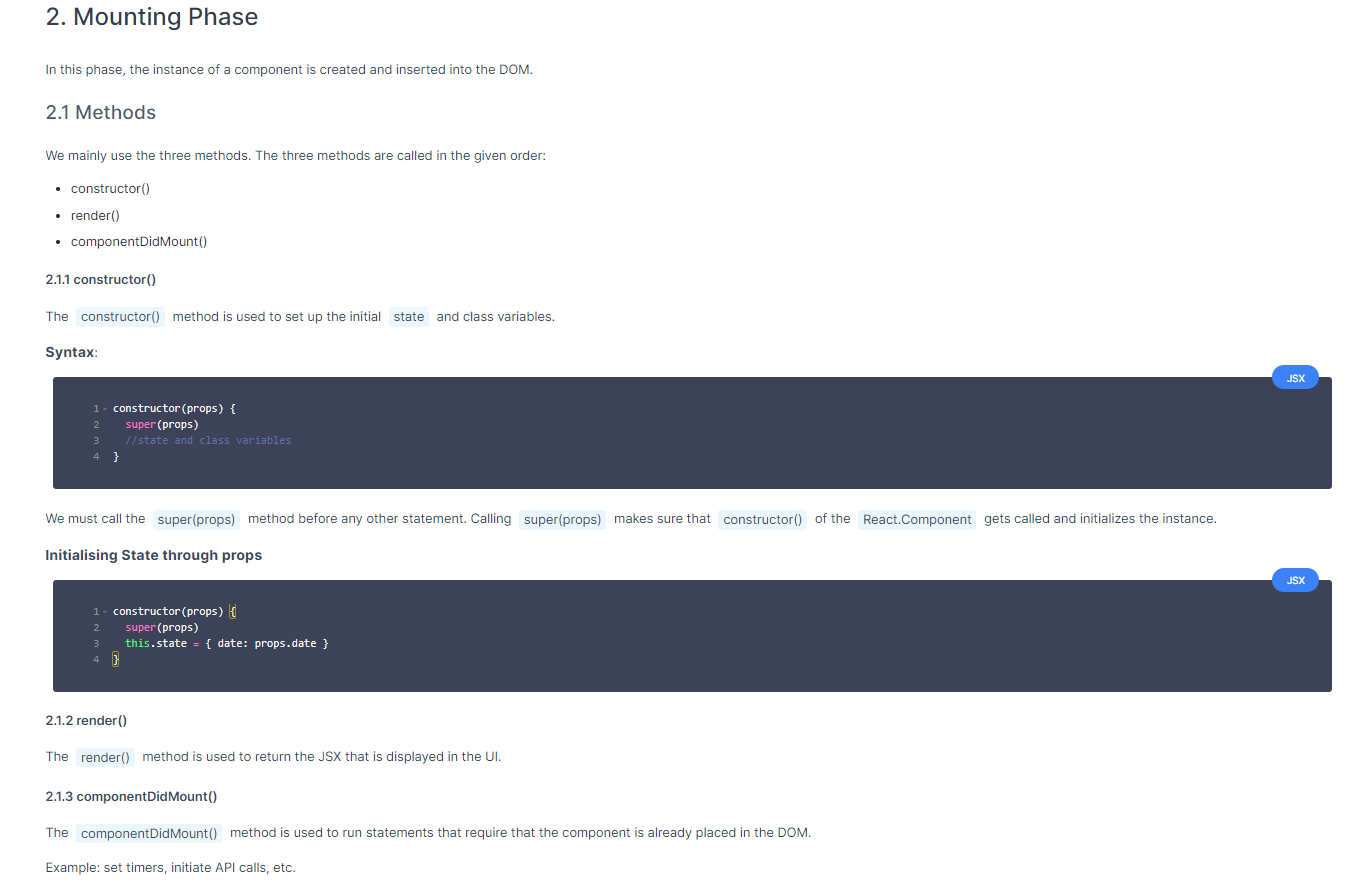 2. Mounting Phase
In this phase, the instance of a component is created and inserted into the DOM.
2.1 Methods
We mainly use the three methods. The three methods are called in the given order:
• constructor()
• render()
• componentDidMount()
2.1.1 constructor()
The constructor() method is used to set up the initial state and class variables.
Syntax:
JSX
1 constructor(props) {
2   super(props)
3   //state and class variables
4 }
We must call the super(props) method before any other statement. Calling super(props) makes sure that constructor() of the React.Component gets called and initializes the instance.
Initialising State through props
JSX
1 constructor(props) {
2   super(props)
3   this.state = { date: props.date }
4 }
2.1.2 render()
The render() method is used to return the JSX that is displayed in the UI.
2.1.3 componentDidMount()
The componentDidMount() method is used to run statements that require that the component is already placed in the DOM.
Example: set timers, initiate API calls, etc.